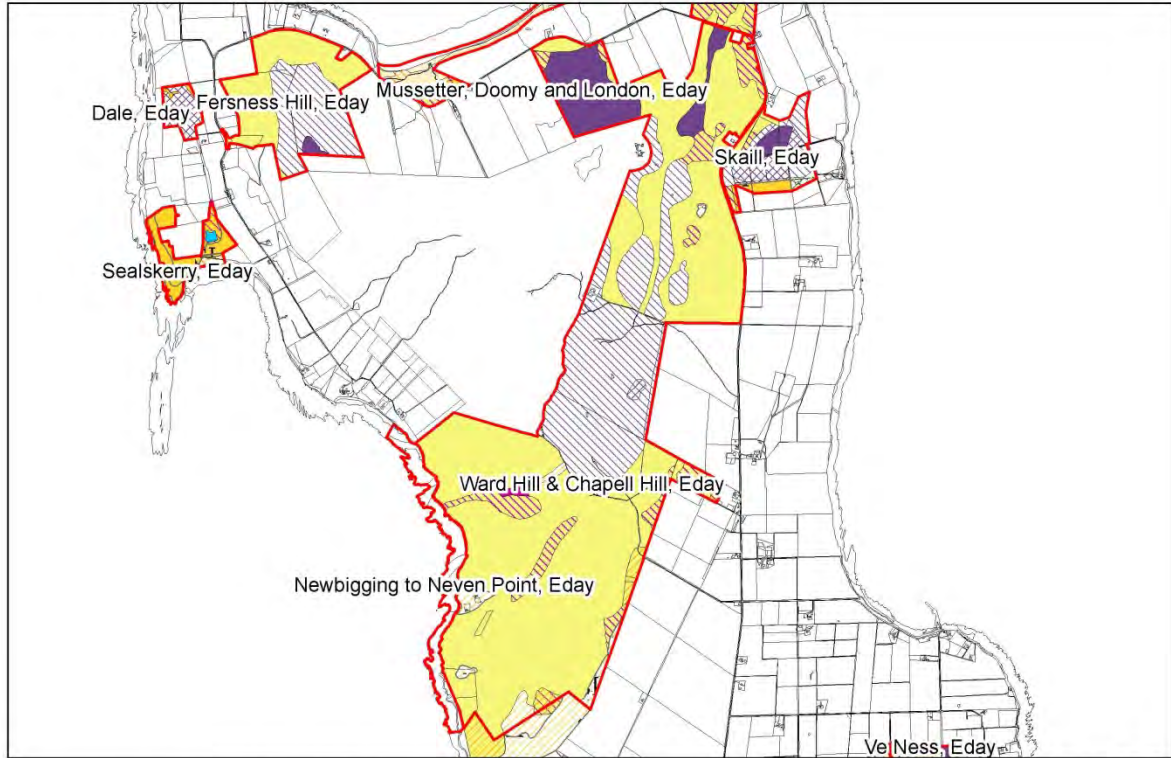 Mussetter, Doomy and London, Eday
Fersness Hill, Eday
Dale, Eday
Skaill, Eday
Sealskerry, Eday
Ward Hill & Chapell Hill, Eday
Newbigging to Neven Point, Eday
Ve Ness, Eday